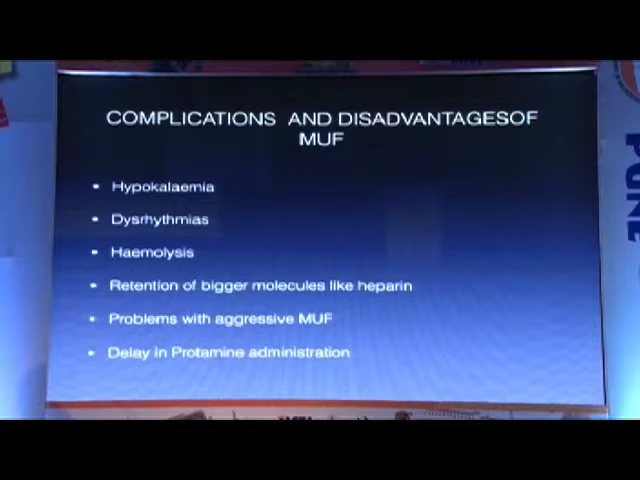 COMPLICATIONS AND DISADVANTAGESOF
MUF
• Hypokalaemia
• Dysrhythmias
• Haemolysis
• Retention of bigger molecules like heparin
• Problems with aggressive MUF
• Delay in Protamine administration
PUNE